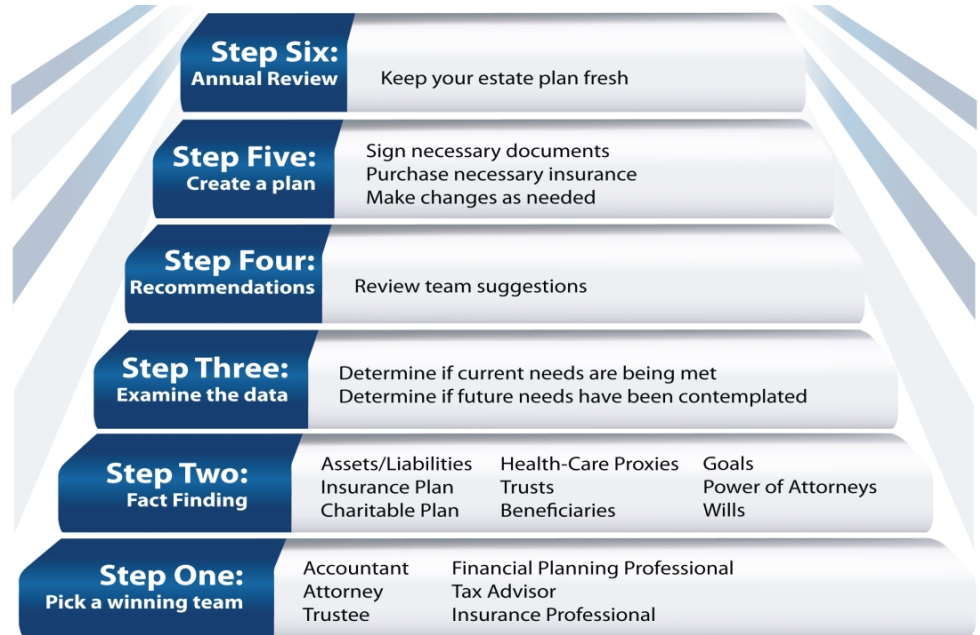 Step Six:
Annual Review
Keep your estate plan fresh
Step Five:
Create a plan
Sign necessary documents
Purchase necessary insurance
Make changes as needed
Step Four:
Recommendations
Review team suggestions
Step Three:
Examine the data
Determine if current needs are being met
Determine if future needs have been contemplated
Step Two:
Fact Finding
Assets/Liabilities Health-Care Proxies Goals
Insurance Plan Trusts Power of Attorneys
Charitable Plan Beneficiaries Wills
Step One:
Pick a winning team
Accountant Financial Planning Professional
Attorney Tax Advisor
Trustee Insurance Professional